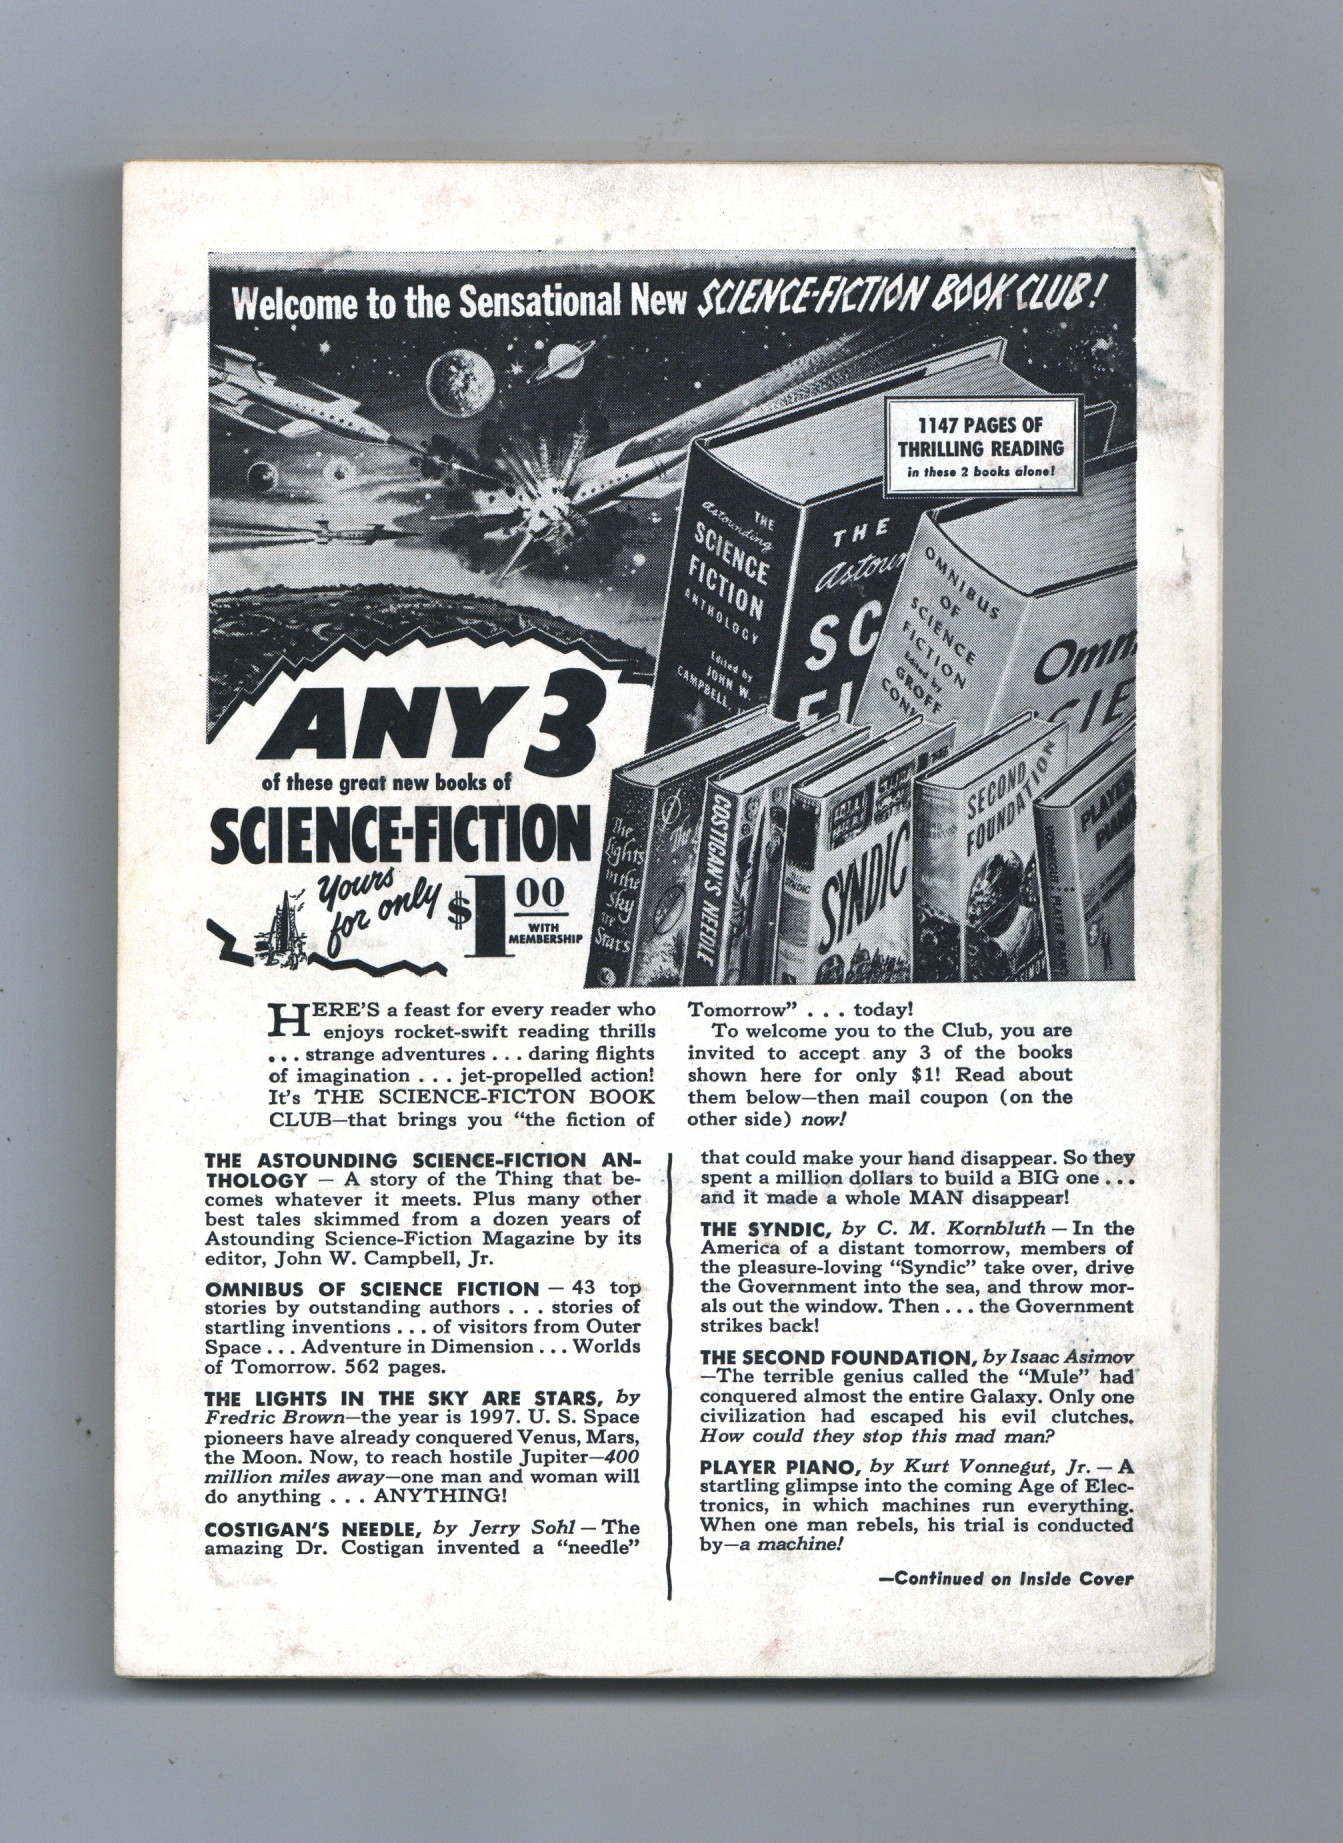 Welcome to the Sensational New SCIENCE-FICTION BOOK CLUB!
1147 PAGES OF
THRILLING READING
in these 2 books alone!
THE
Astounding
SCIENCE
FICTION
ANTHOLOGY
Edited by
JOHN W.
CAMPBELL, J
THE
Astoun
SC
FI
OMNIBUS
OF
SCIENCE
FICTION
Edited by
GROFF
CONK
Omni
SCIE
ANY 3
of these great new books of
SCIENCE-FICTION
Yours
for only
$1.00
WITH
MEMBERSHIP
The
Lights
in the
Sky
are
Stars
The
COSTIGAN'S NEEDLE
SYNDIC
SYNDIC
SECOND
FOUNDATION
ASIMOV
VONNEGUT, JR. PLAYER PIANO
PLAYER
PIANO
HERE'S a feast for every reader who
enjoys rocket-swift reading thrills
... strange adventures ... daring flights
of imagination ... jet-propelled action!
It's THE SCIENCE-FICTON BOOK
CLUB—that brings you "the fiction of
Tomorrow" ... today!
To welcome you to the Club, you are
invited to accept any 3 of the books
shown here for only $1! Read about
them below—then mail coupon (on the
other side) now!
THE ASTOUNDING SCIENCE-FICTION AN-
THOLOGY — A story of the Thing that be-
comes whatever it meets. Plus many other
best tales skimmed from a dozen years of
Astounding Science-Fiction Magazine by its
editor, John W. Campbell, Jr.
OMNIBUS OF SCIENCE FICTION — 43 top
stories by outstanding authors ... stories of
startling inventions ... of visitors from Outer
Space ... Adventure in Dimension ... Worlds
of Tomorrow. 562 pages.
THE LIGHTS IN THE SKY ARE STARS, by
Fredric Brown—the year is 1997. U. S. Space
pioneers have already conquered Venus, Mars,
the Moon. Now, to reach hostile Jupiter—400
million miles away—one man and woman will
do anything ... ANYTHING!
COSTIGAN'S NEEDLE, by Jerry Sohl — The
amazing Dr. Costigan invented a "needle"
that could make your hand disappear. So they
spent a million dollars to build a BIG one ...
and it made a whole MAN disappear!
THE SYNDIC, by C. M. Kornbluth — In the
America of a distant tomorrow, members of
the pleasure-loving "Syndic" take over, drive
the Government into the sea, and throw mor-
als out the window. Then ... the Government
strikes back!
THE SECOND FOUNDATION, by Isaac Asimov
—The terrible genius called the "Mule" had
conquered almost the entire Galaxy. Only one
civilization had escaped his evil clutches.
How could they stop this mad man?
PLAYER PIANO, by Kurt Vonnegut, Jr. — A
startling glimpse into the coming Age of Elec-
tronics, in which machines run everything.
When one man rebels, his trial is conducted
by—a machine!
—Continued on Inside Cover